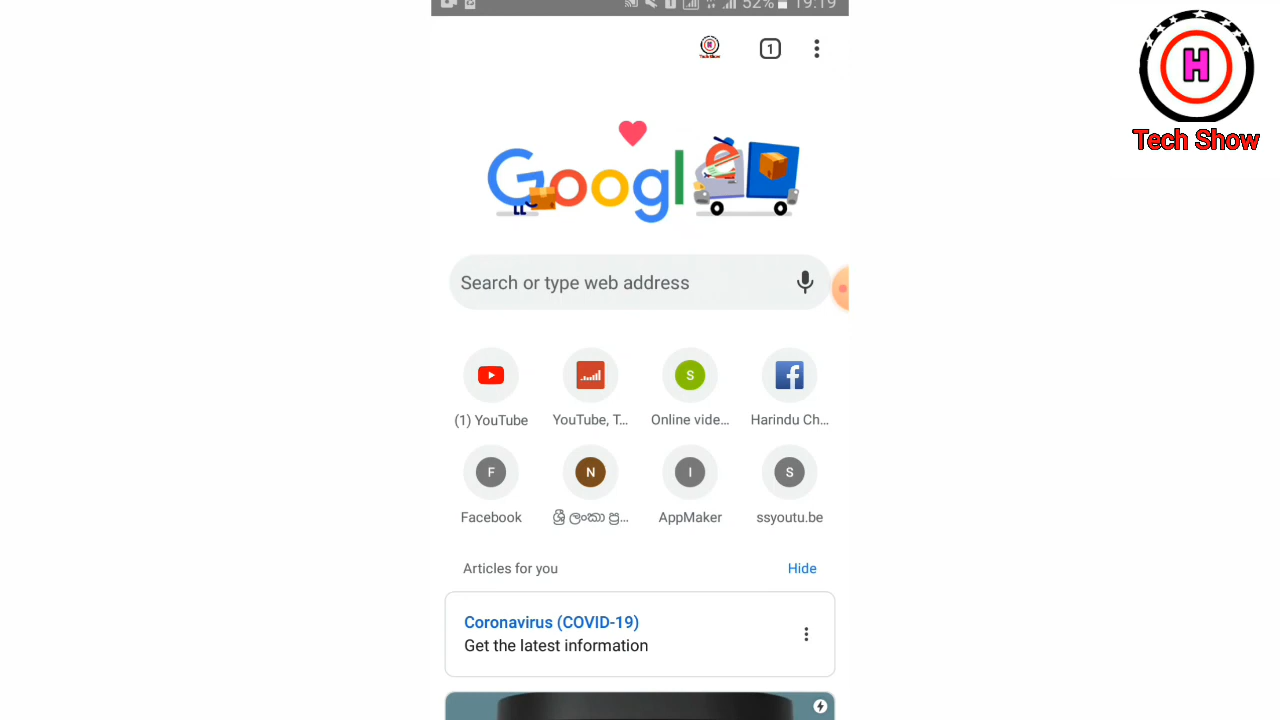 52% 19:19
1
Google
Search or type web address
(1) YouTube
YouTube, T...
Online vide...
Harindu Ch...
F
N
I
S
S
Facebook
ශ්‍රී ලංකා ප්‍ර...
AppMaker
ssyoutu.be
Articles for you
Hide
Coronavirus (COVID-19)
Get the latest information
H
Tech Show